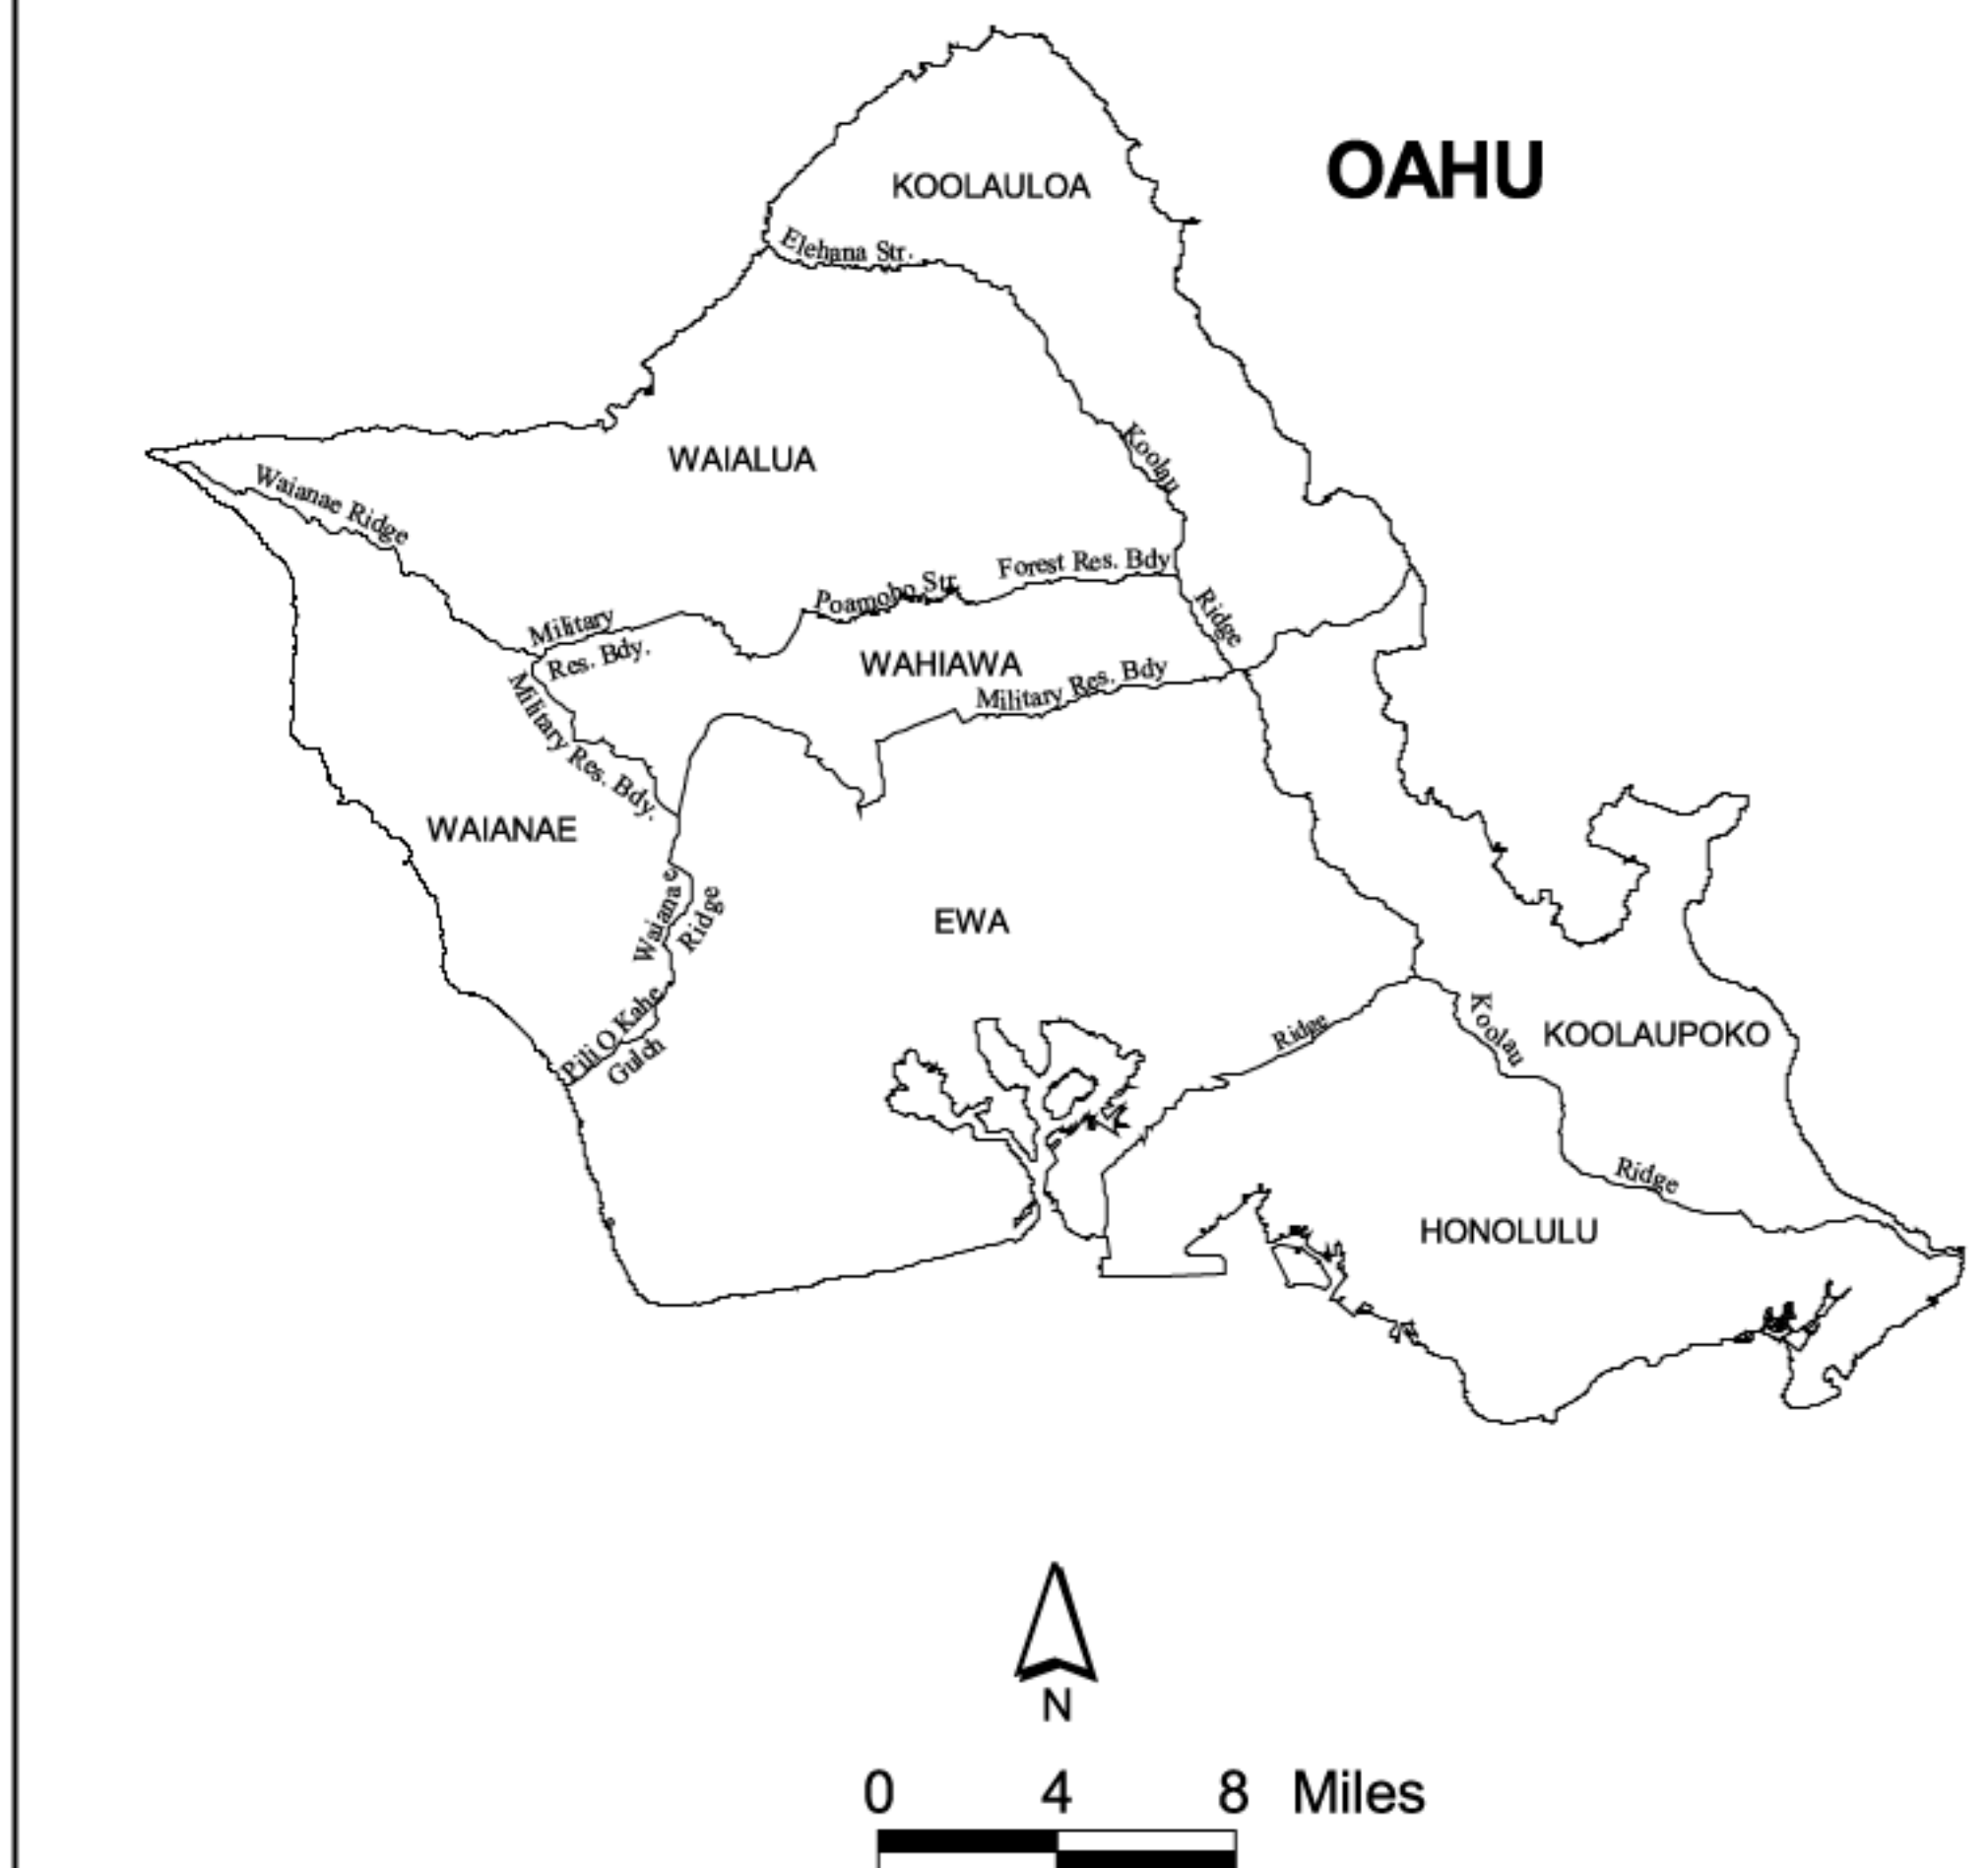 OAHU
KOOLAULOA
Elehana Str.
WAIALUA
Koolau
Waianae Ridge
Forest Res. Bdy
Poamoho Str.
Ridge
Military
Res. Bdy.
WAHIAWA
Military Res. Bdy
Military Res. Bdy.
WAIANAE
Waianae
Ridge
EWA
Pili O Kahe
Gulch
Ridge
Koolau
KOOLAUPOKO
Ridge
HONOLULU
N
0 4 8 Miles